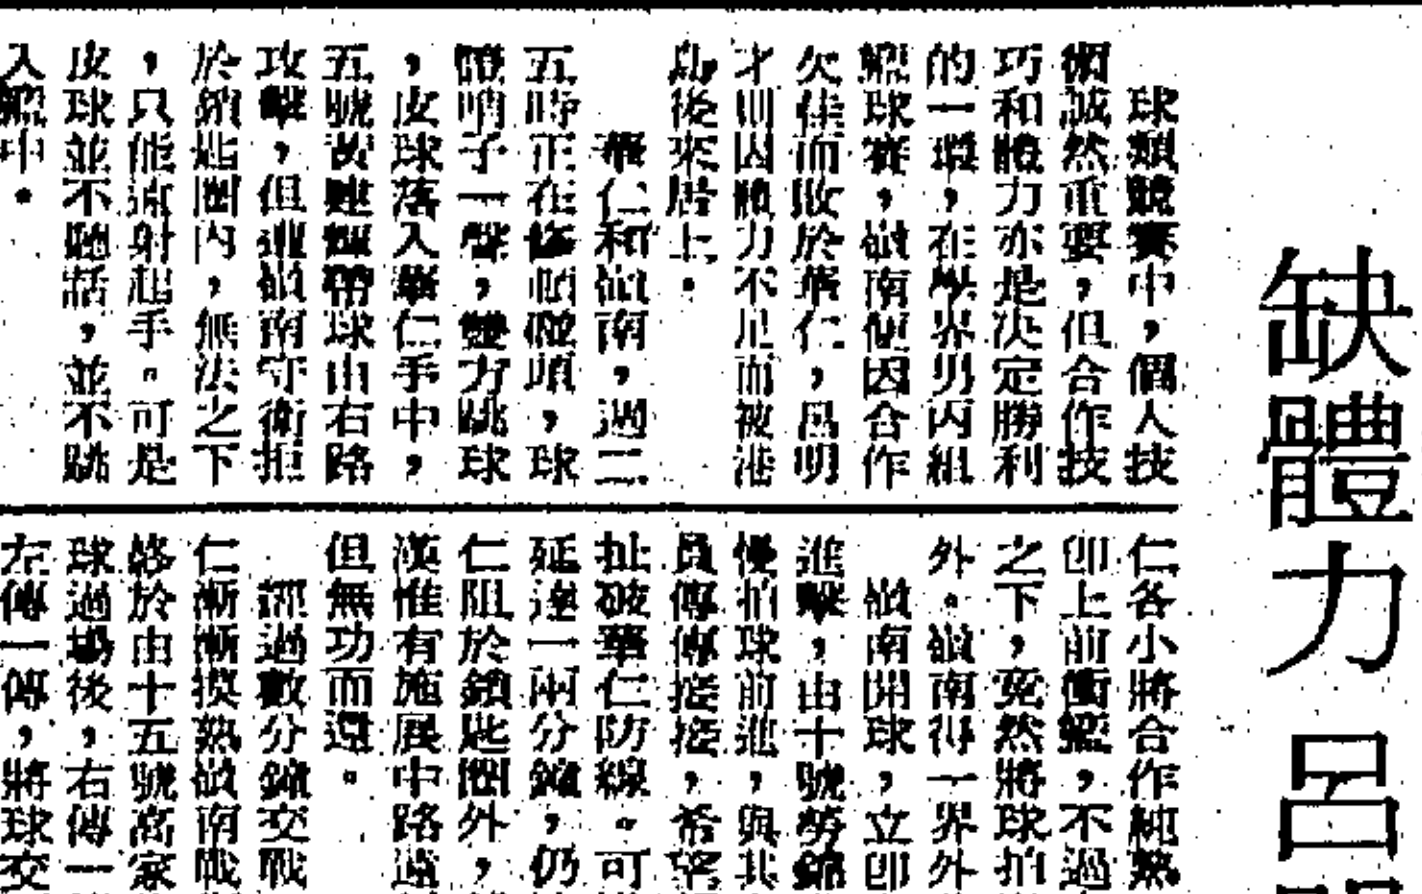 缺體力 呂
球類競賽中，個人技
術誠然重要，但合作技
巧和體力亦是決定勝利
的一環，在學界男丙組
籃球賽，嶺南便因合作
欠佳而敗於華仁，呂明
才則因體力不足而被港
島後來居上。
華仁和嶺南，週二
五時正在修頓碰頭，球
證哨子一聲，雙方跳球
，皮球落入華仁手中，
五號黃建輝帶球由右路
攻擊，但遭嶺南守衛拒
於鎖匙圈內，無法之下
，只能遠射起手。可是
皮球並不聽話，並不跳
入籃中。
仁各小將合作純熟
卽上前衝籃，不過
之下，竟然將球拍
外。嶺南得一界外
嶺南開球，立卽
進擊，由十號勞錦
慢拍球前進，與其
員傳傳接接，希望
扯破華仁防線。可
延達一兩分鐘，仍
仁阻於鎖匙圈外，
漢惟有施展中路遠
但無功而還。
經過數分鐘交戰
仁漸漸摸熟嶺南戰
終於由十五號高家
球過場後，右傳一
左傳一傳，將球交